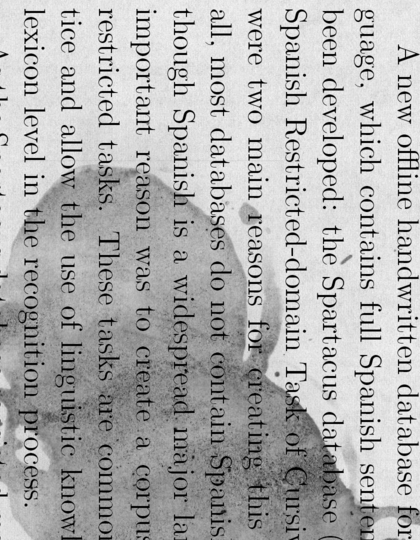 A new offline handwritten database for
guage, which contains full Spanish senten
been developed: the Spartacus database (
Spanish Restricted-domain Task of Cursiv
were two main reasons for creating this
all, most databases do not contain Spanis
though Spanish is a widespread major la
important reason was to create a corpus
restricted tasks. These tasks are common
tice and allow the use of linguistic knowl
lexicon level in the recognition process.